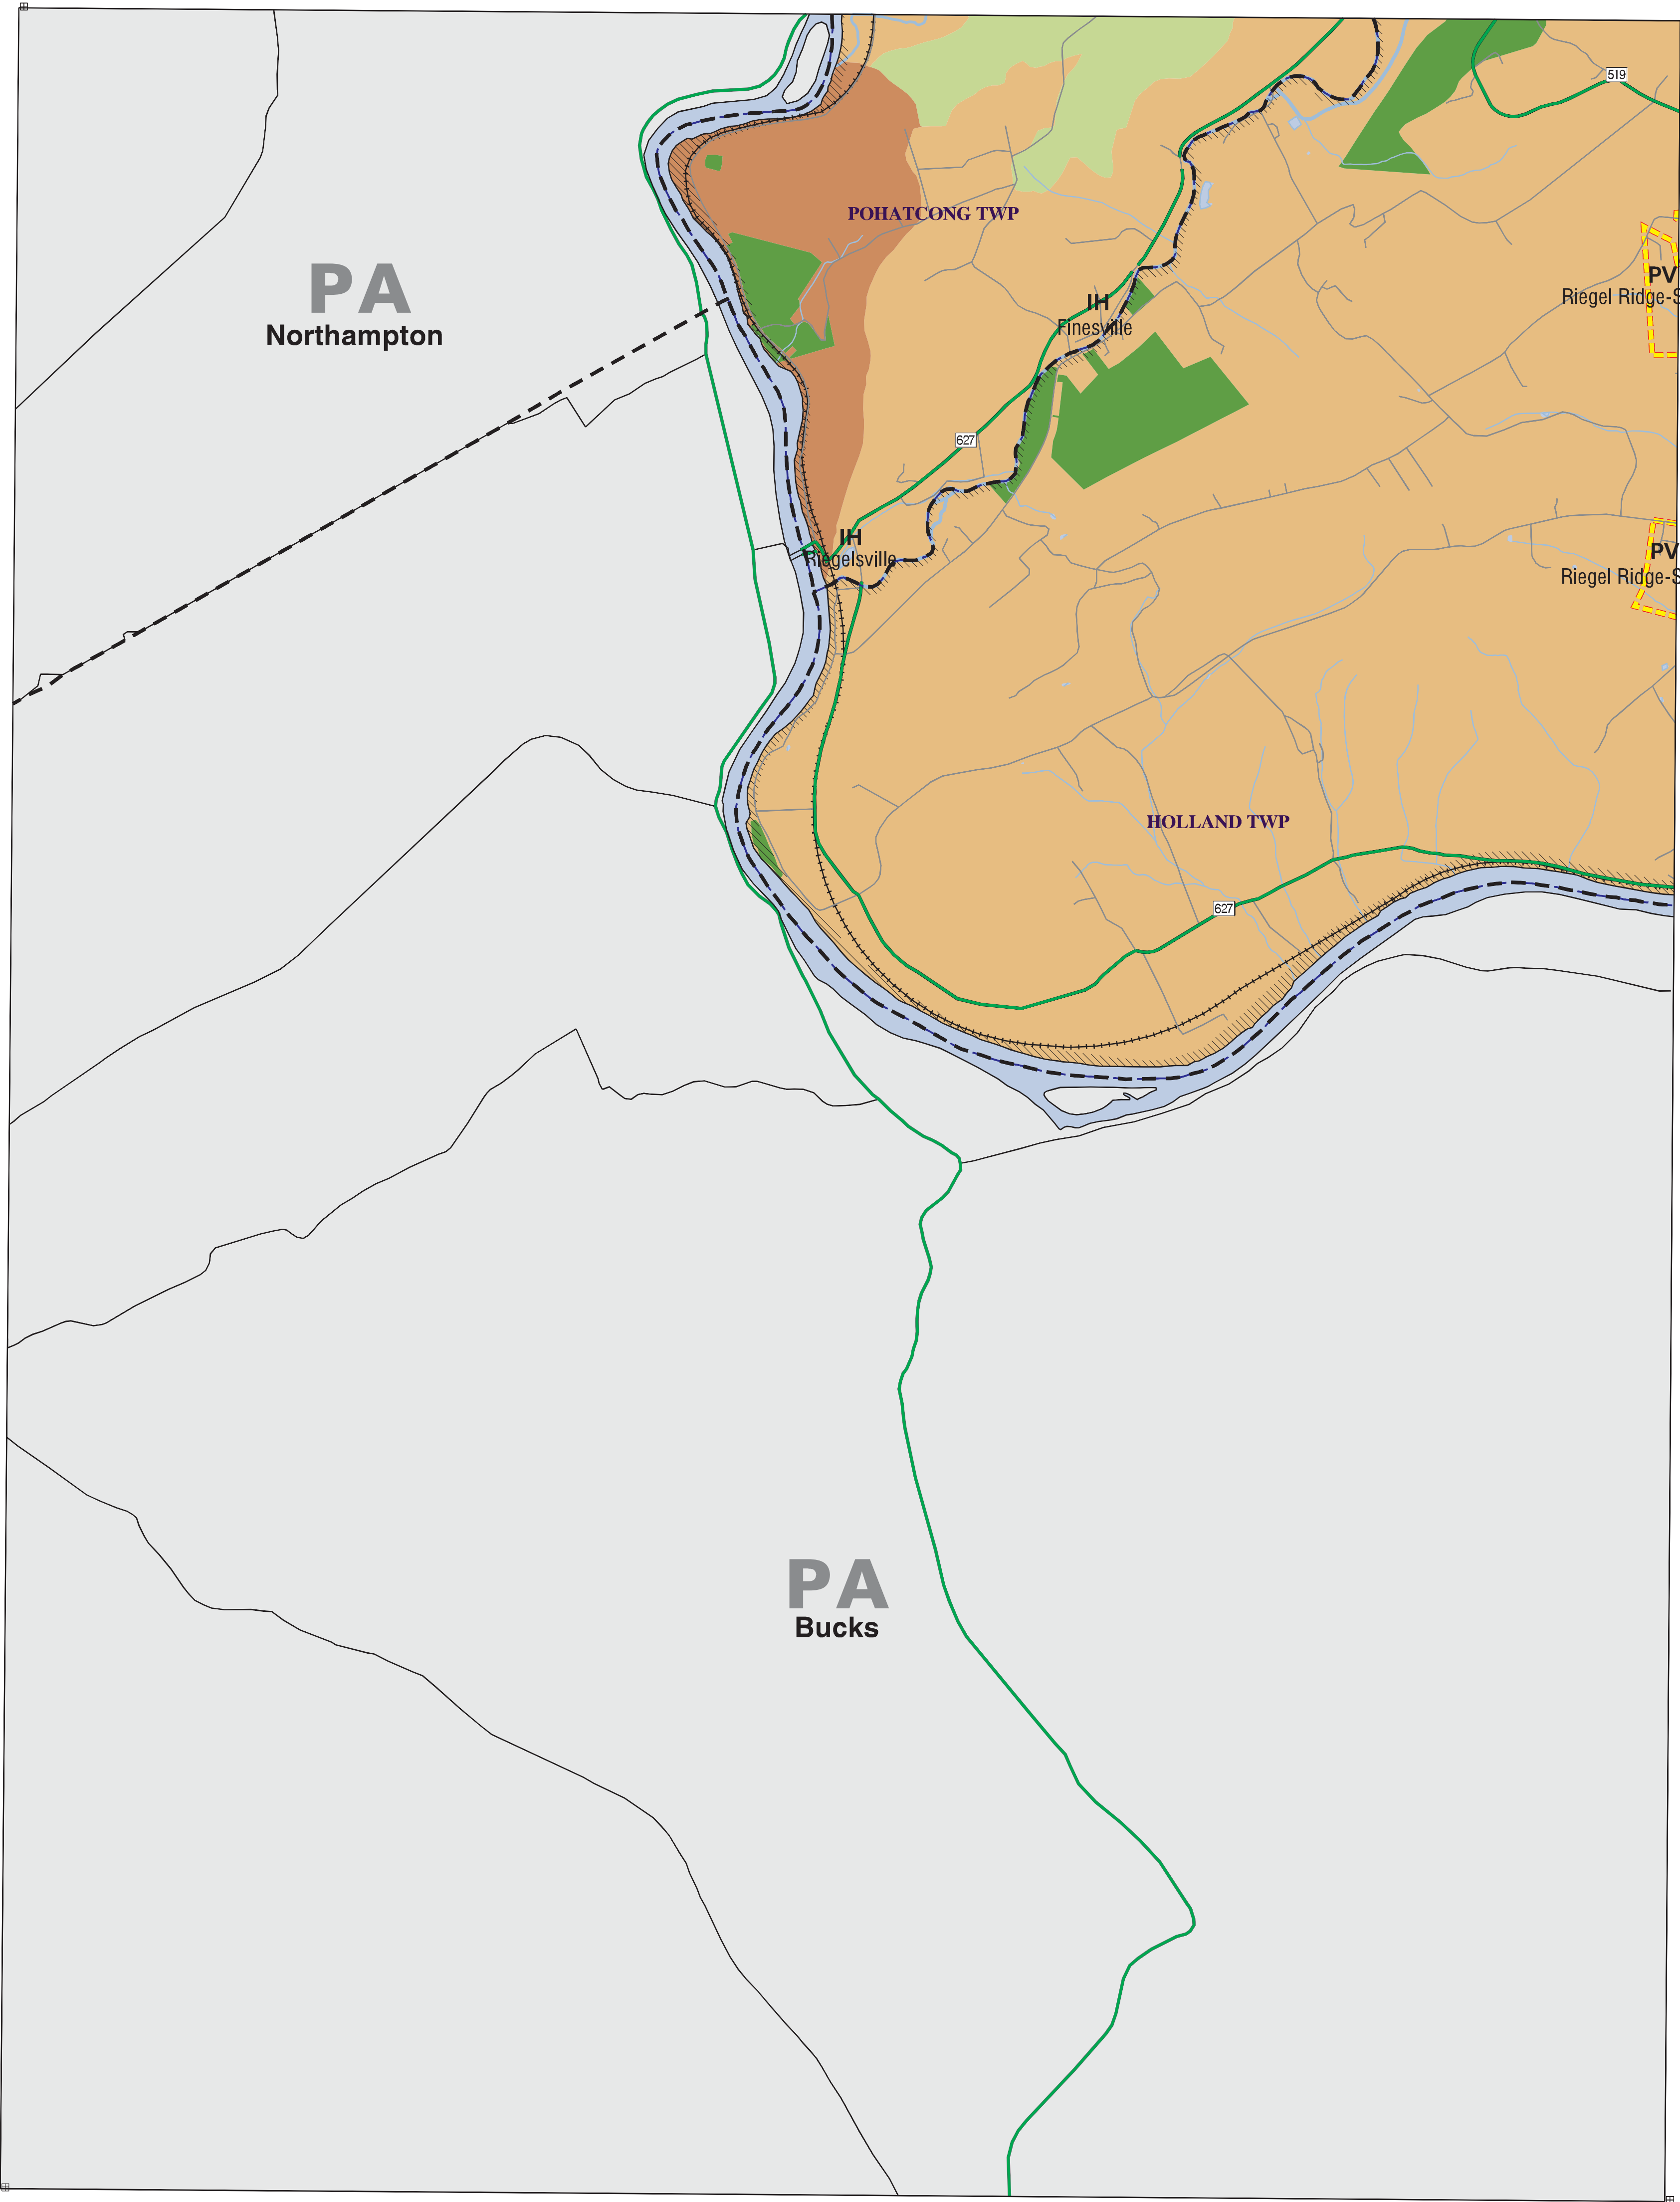 519
POHATCONG TWP
PV
Riegel Ridge-S
PA
Northampton
IH
Finesville
627
IH
Riegelsville
PV
Riegel Ridge-S
HOLLAND TWP
627
PA
Bucks